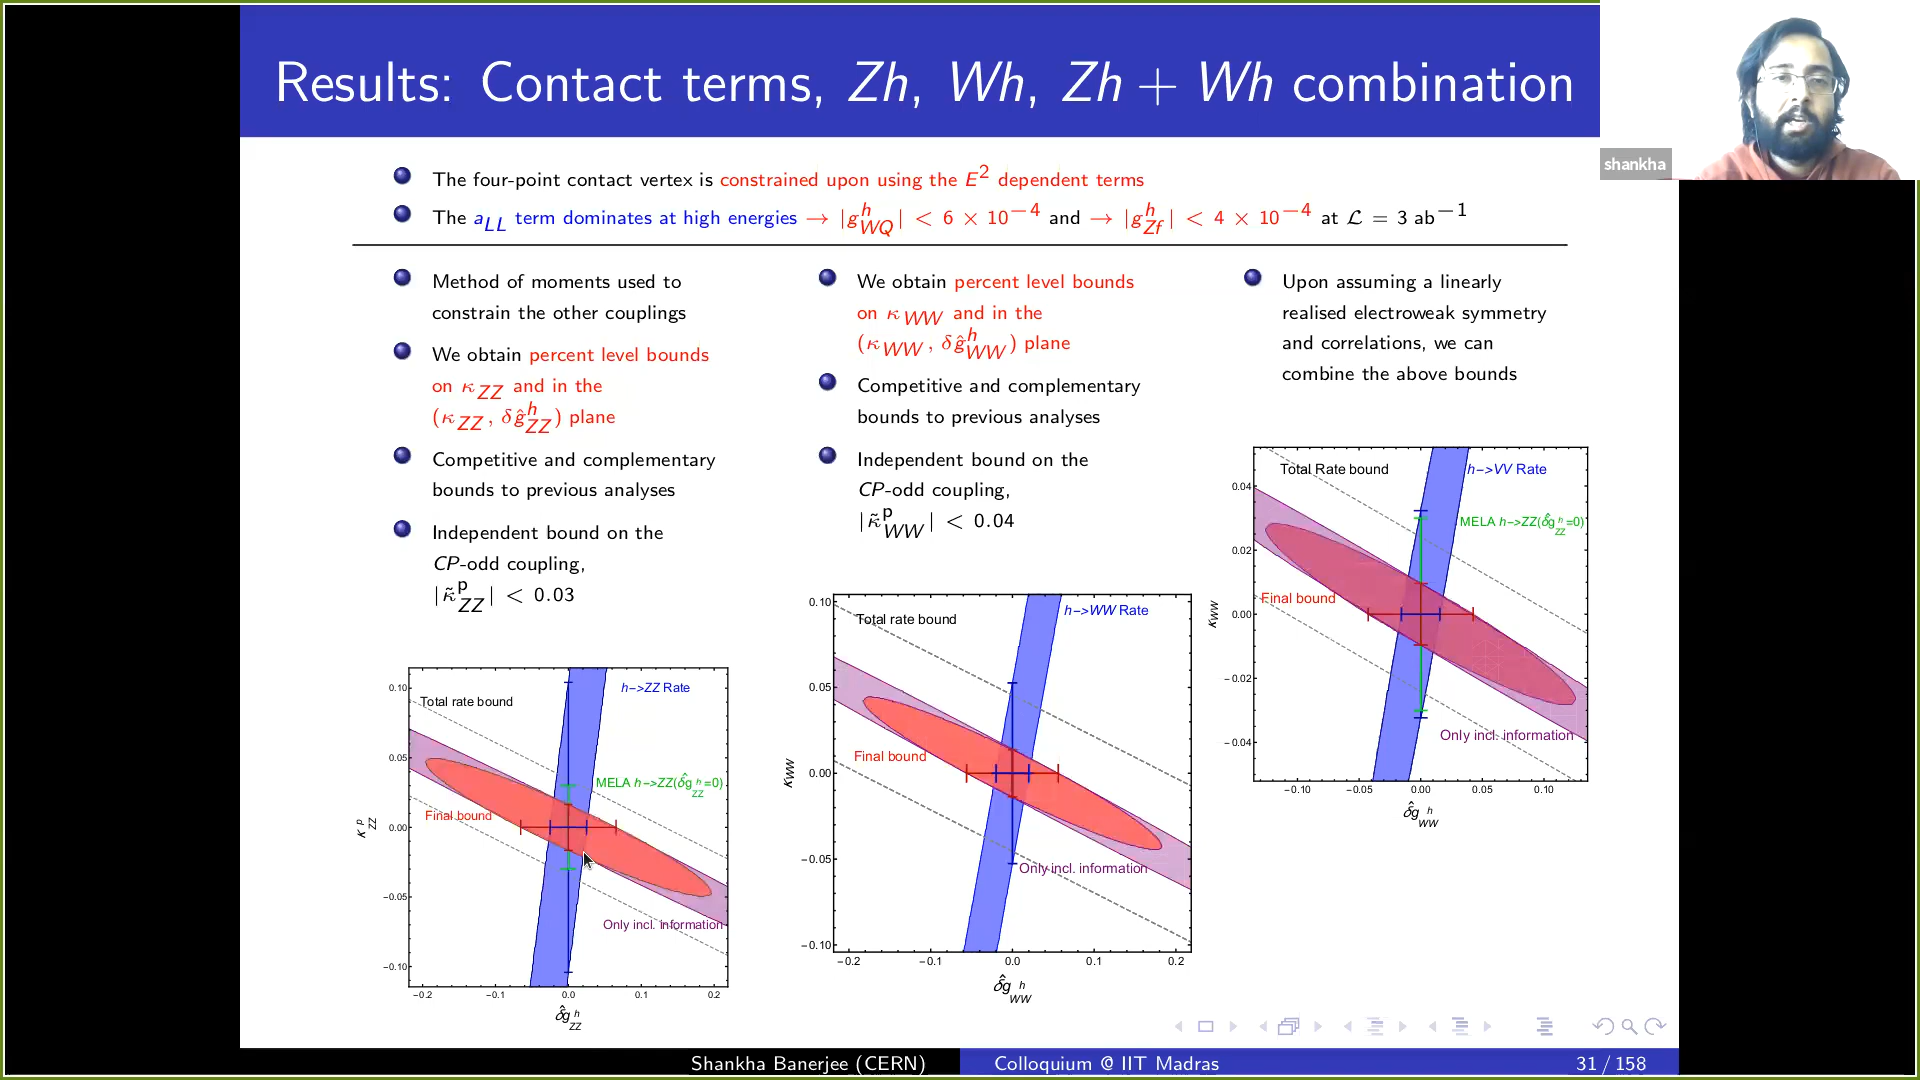 Results: Contact terms, Zh, Wh, Zh + Wh combination
shankha
The four-point contact vertex is constrained upon using the E² dependent terms
The a_LL term dominates at high energies → |g^h_WQ| < 6 × 10⁻⁴ and → |g^h_Zf| < 4 × 10⁻⁴ at ℒ = 3 ab⁻¹
Method of moments used to
constrain the other couplings
We obtain percent level bounds
on κ_ZZ and in the
(κ_ZZ, δĝ^h_ZZ) plane
Competitive and complementary
bounds to previous analyses
Independent bound on the
CP-odd coupling,
|κ̃^p_ZZ| < 0.03
Total rate bound
h->ZZ Rate
MELA h->ZZ(δĝ^h_ZZ=0)
Final bound
Only incl. information
κ^p_ZZ
0.10
0.05
0.00
−0.05
−0.10
−0.2 −0.1 0.0 0.1 0.2
δĝ^h_ZZ
We obtain percent level bounds
on κ_WW and in the
(κ_WW, δĝ^h_WW) plane
Competitive and complementary
bounds to previous analyses
Independent bound on the
CP-odd coupling,
|κ̃^p_WW| < 0.04
Total rate bound
h->WW Rate
Final bound
Only incl. information
κ_WW
0.10
0.05
0.00
−0.05
−0.10
−0.2 −0.1 0.0 0.1 0.2
δĝ^h_WW
Upon assuming a linearly
realised electroweak symmetry
and correlations, we can
combine the above bounds
Total Rate bound
h->VV Rate
MELA h->ZZ(δĝ^h_ZZ=0)
Final bound
Only incl. information
κ_WW
0.04
0.02
0.00
−0.02
−0.04
−0.10 −0.05 0.00 0.05 0.10
δĝ^h_WW
Shankha Banerjee (CERN)
Colloquium @ IIT Madras
31 / 158